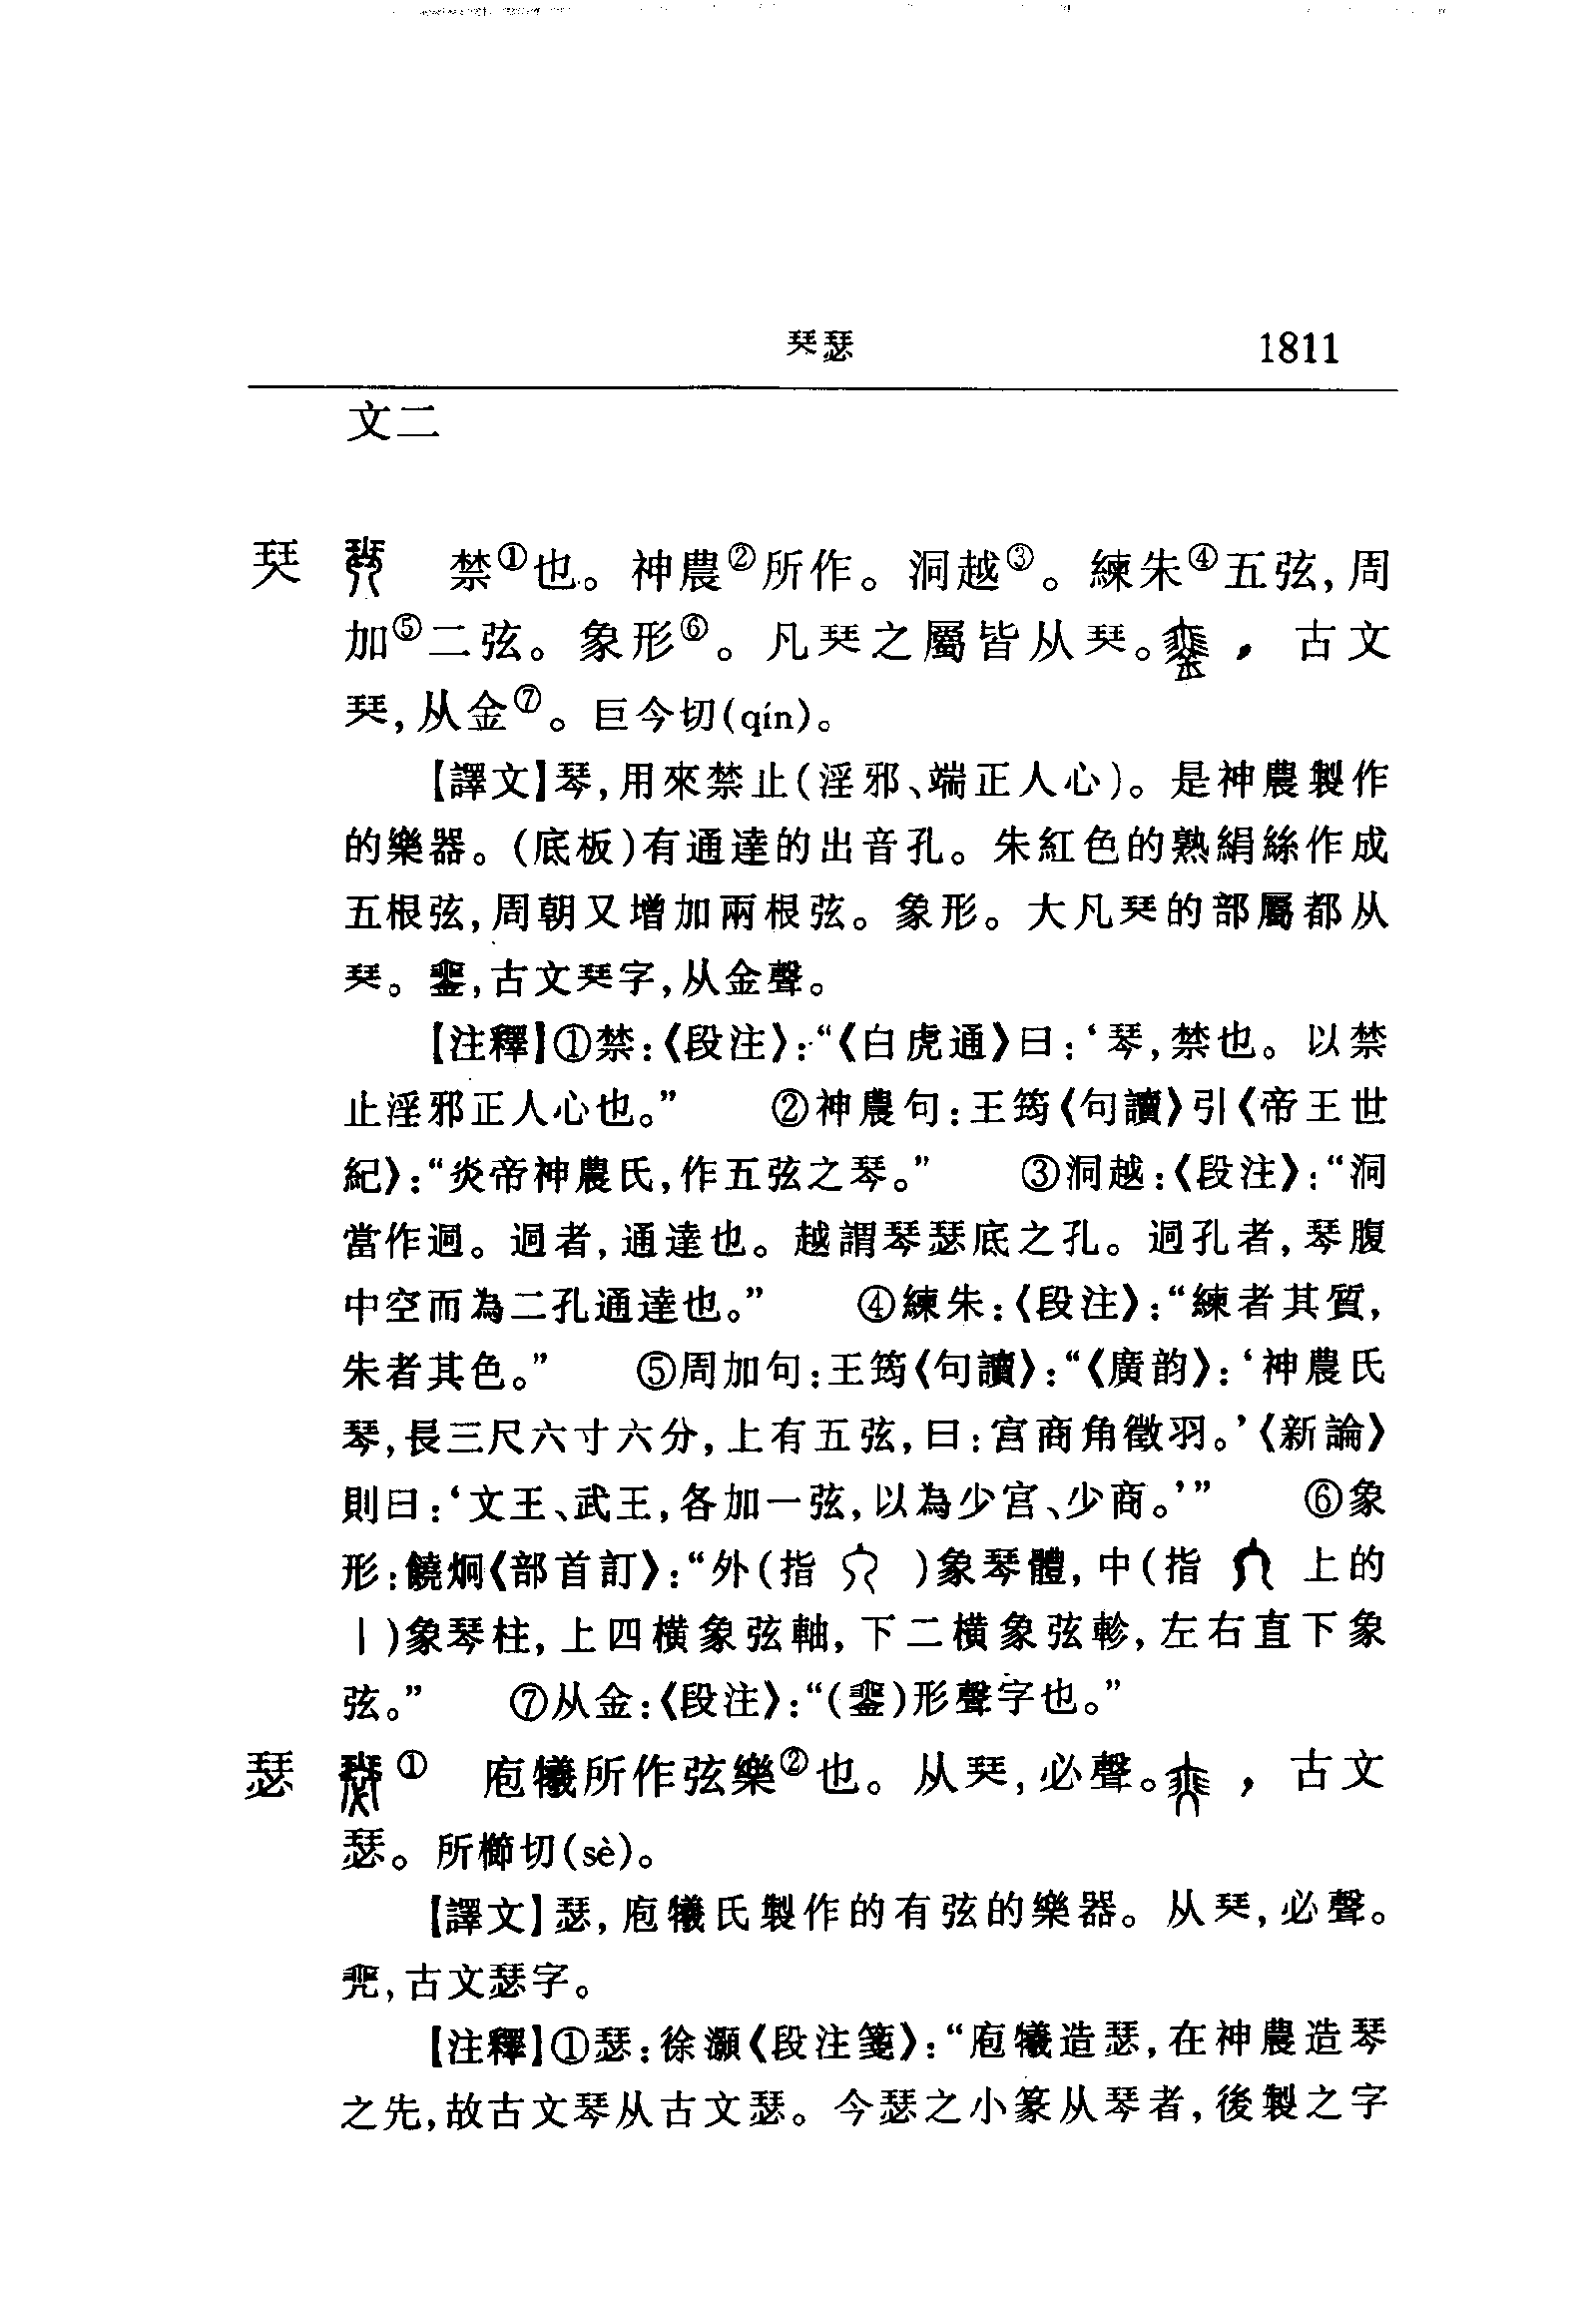 珡瑟 1811
文二
珡 禁①也。神農②所作。洞越③。練朱④五弦,周
加⑤二弦。象形⑥。凡珡之屬皆从珡。,古文
珡,从金⑦。巨今切(qín)。
【譯文】琴,用來禁止(淫邪、端正人心)。是神農製作
的樂器。(底板)有通達的出音孔。朱紅色的熟絹絲作成
五根弦,周朝又增加兩根弦。象形。大凡珡的部屬都从
珡。,古文珡字,从金聲。
【注釋】①禁:《段注》:“《白虎通》曰:‘琴,禁也。以禁
止淫邪正人心也。” ②神農句:王筠《句讀》引《帝王世
紀》:“炎帝神農氏,作五弦之琴。” ③洞越:《段注》:“洞
當作迵。迵者,通達也。越謂琴瑟底之孔。迵孔者,琴腹
中空而為二孔通達也。” ④練朱:《段注》:“練者其質,
朱者其色。” ⑤周加句:王筠《句讀》:“《廣韵》:‘神農氏
琴,長三尺六寸六分,上有五弦,曰:宮商角徵羽。’《新論》
則曰:‘文王、武王,各加一弦,以為少宮、少商。’” ⑥象
形:饒炯《部首訂》:“外(指 )象琴體,中(指 上的
丨)象琴柱,上四橫象弦軸,下二橫象弦軫,左右直下象
弦。” ⑦从金:《段注》:“()形聲字也。”
瑟 ① 庖犧所作弦樂②也。从珡,必聲。,古文
瑟。所櫛切(sè)。
【譯文】瑟,庖犧氏製作的有弦的樂器。从珡,必聲。
,古文瑟字。
【注釋】①瑟:徐灝《段注箋》:“庖犧造瑟,在神農造琴
之先,故古文琴从古文瑟。今瑟之小篆从琴者,後製之字